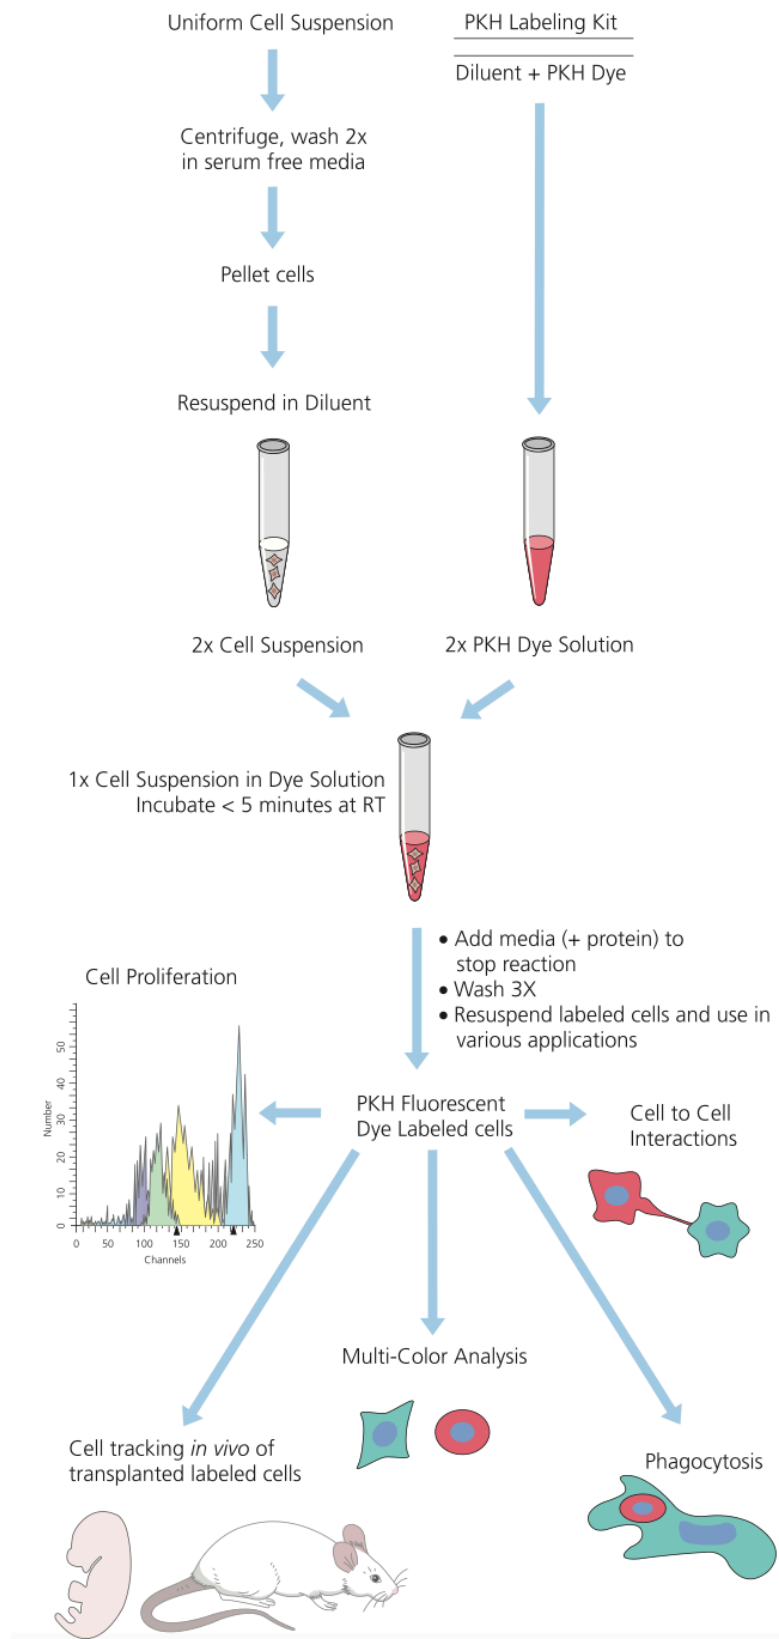 Uniform Cell Suspension
PKH Labeling Kit
Diluent + PKH Dye
Centrifuge, wash 2x
in serum free media
Pellet cells
Resuspend in Diluent
2x Cell Suspension
2x PKH Dye Solution
1x Cell Suspension in Dye Solution
Incubate < 5 minutes at RT
• Add media (+ protein) to
stop reaction
• Wash 3X
• Resuspend labeled cells and use in
various applications
Cell Proliferation
Number
50
40
30
20
10
0
0 50 100 150 200 250
Channels
PKH Fluorescent
Dye Labeled cells
Cell to Cell
Interactions
Multi-Color Analysis
Cell tracking in vivo of
transplanted labeled cells
Phagocytosis